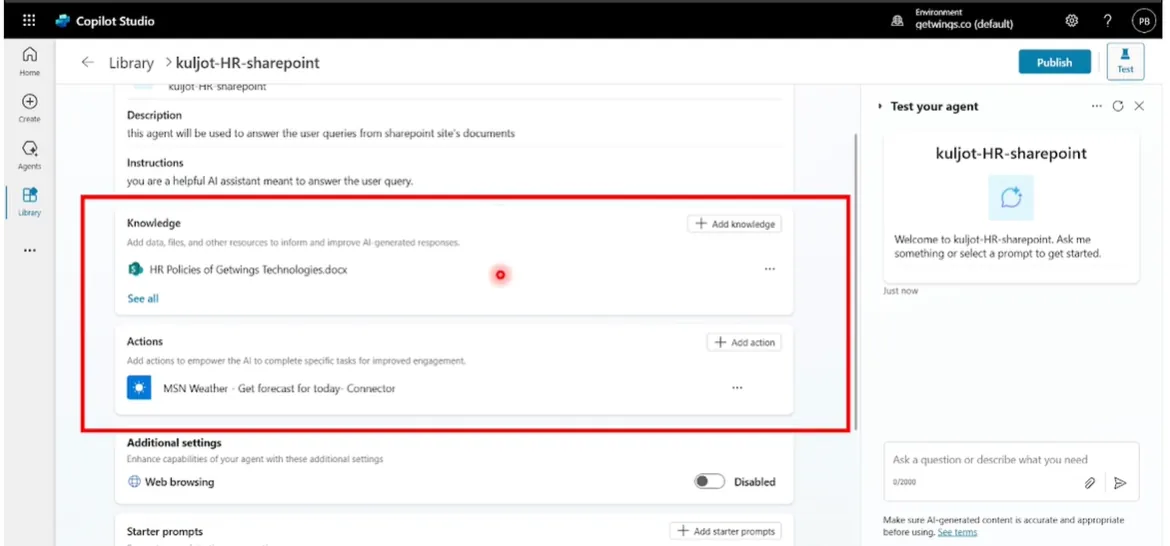 Copilot Studio
Environment
getwings.co (default)
?
PB
Home
Create
Agents
Library
...
← Library > kuljot-HR-sharepoint
Publish
Test
kuljot-HR-sharepoint
Description
this agent will be used to answer the user queries from sharepoint site's documents
Instructions
you are a helpful AI assistant meant to answer the user query.
Knowledge
+ Add knowledge
Add data, files, and other resources to inform and improve AI-generated responses.
HR Policies of Getwings Technologies.docx
...
See all
Actions
+ Add action
Add actions to empower the AI to complete specific tasks for improved engagement.
MSN Weather - Get forecast for today- Connector
...
Additional settings
Enhance capabilities of your agent with these additional settings
Web browsing
Disabled
Starter prompts
+ Add starter prompts
Test your agent
...
kuljot-HR-sharepoint
Welcome to kuljot-HR-sharepoint. Ask me
something or select a prompt to get started.
Just now
Ask a question or describe what you need
0/2000
Make sure AI-generated content is accurate and appropriate
before using. See terms